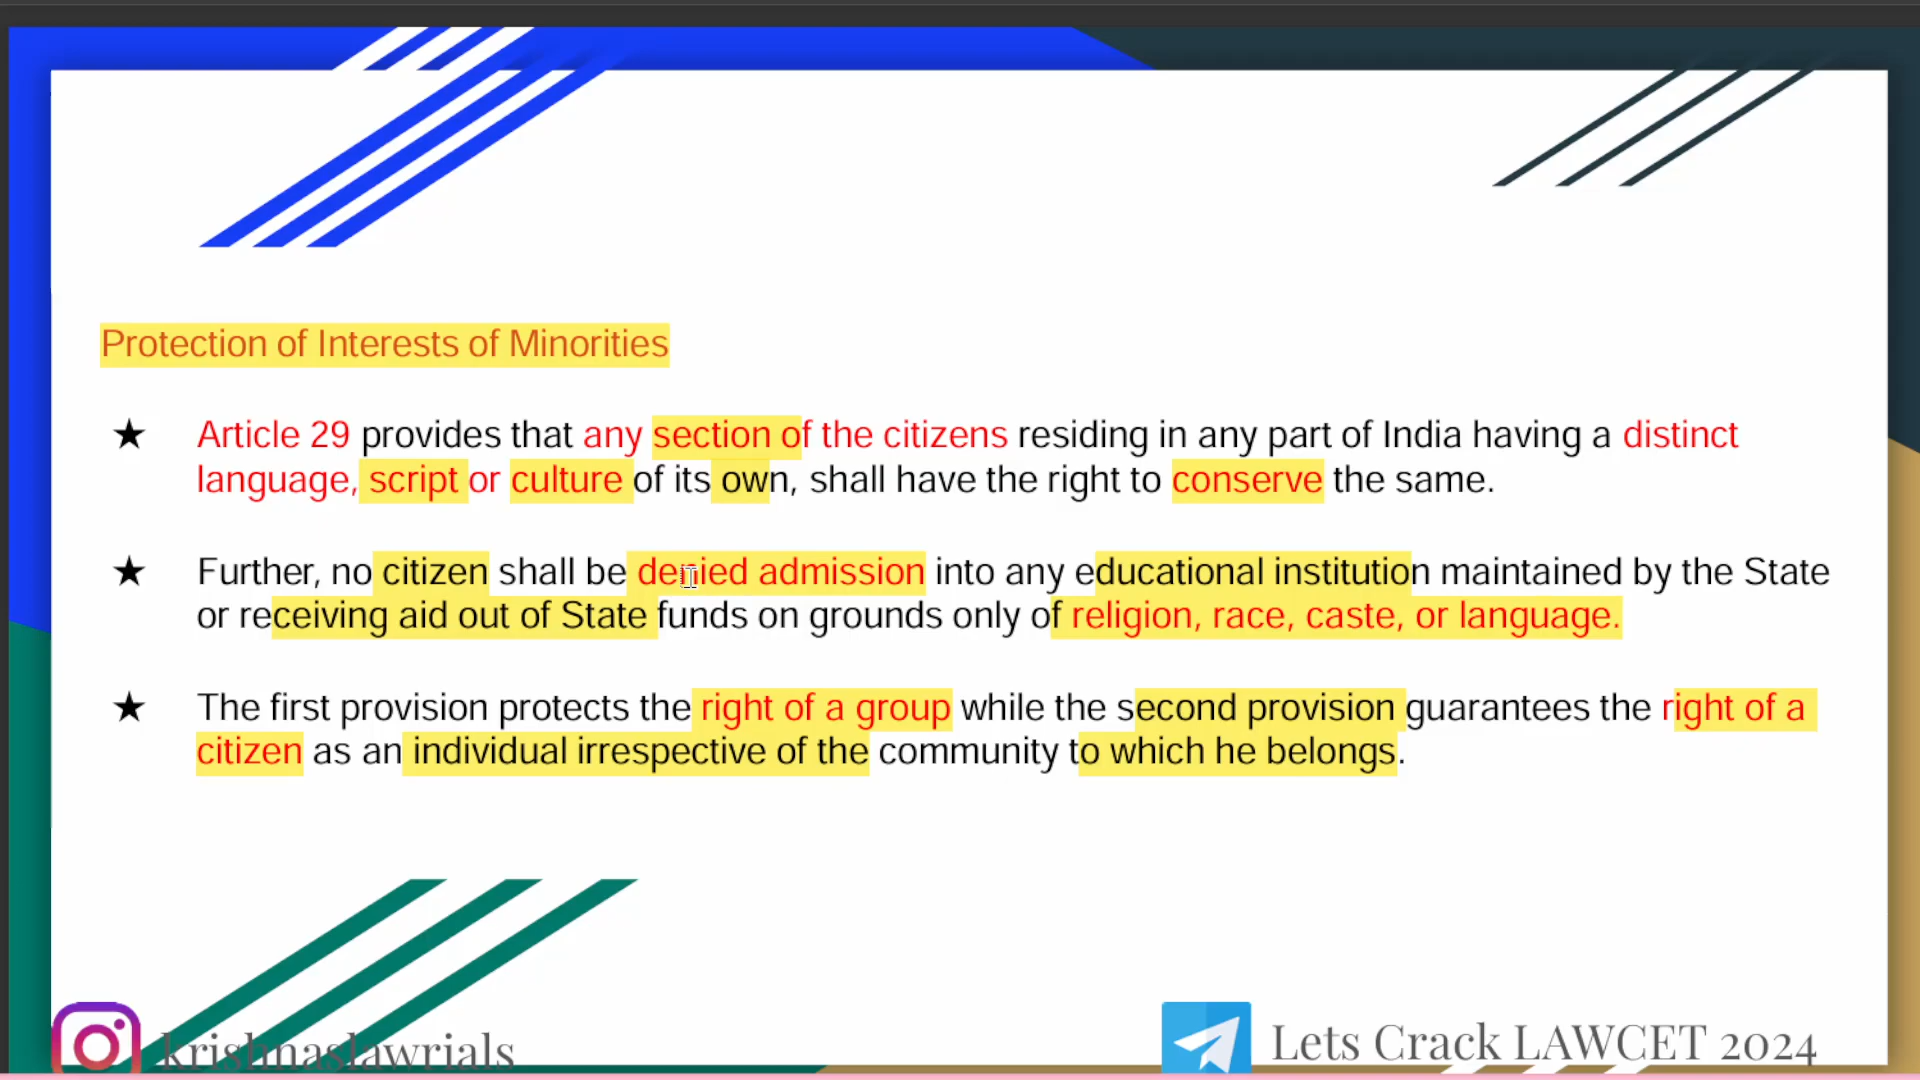 Protection of Interests of Minorities
★ Article 29 provides that any section of the citizens residing in any part of India having a distinct
language, script or culture of its own, shall have the right to conserve the same.
★ Further, no citizen shall be denied admission into any educational institution maintained by the State
or receiving aid out of State funds on grounds only of religion, race, caste, or language.
★ The first provision protects the right of a group while the second provision guarantees the right of a
citizen as an individual irrespective of the community to which he belongs.
krishnaslawrials
Lets Crack LAWCET 2024